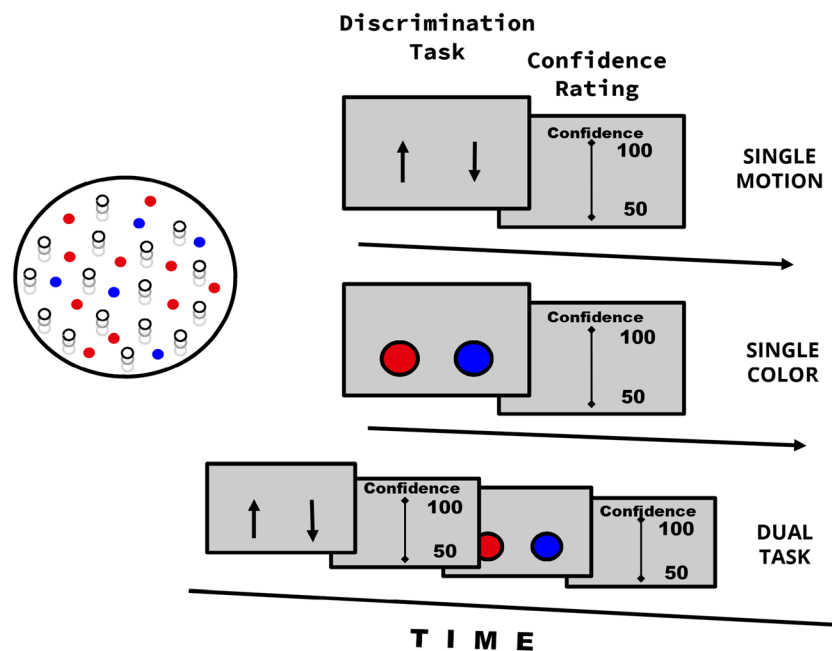 Discrimination
Task
Confidence
Rating
Confidence
100
50
SINGLE
MOTION
Confidence
100
50
SINGLE
COLOR
Confidence
100
50
Confidence
100
50
DUAL
TASK
TIME